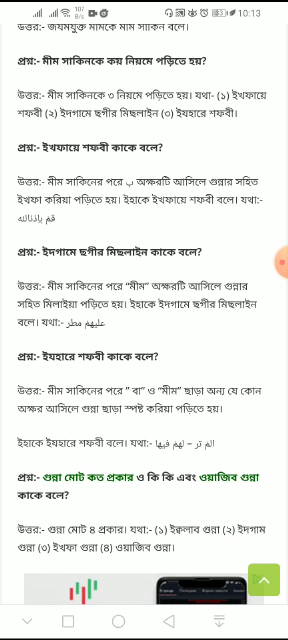 107 B/s 10:13
উত্তর:- জযমযুক্ত মীমকে মীম সাকিন বলে।
প্রশ্ন:- মীম সাকিনকে কয় নিয়মে পড়িতে হয়?
উত্তর:- মীম সাকিনকে ৩ নিয়মে পড়িতে হয়। যথা- (১) ইখফায়ে
শফবী (২) ইদগামে ছগীর মিছলাইন (৩) ইযহারে শফবী।
প্রশ্ন:- ইখফায়ে শফবী কাকে বলে?
উত্তর:- মীম সাকিনের পরে ب অক্ষরটি আসিলে গুন্নার সহিত
ইখফা করিয়া পড়িতে হয়। ইহাকে ইখফায়ে শফবী বলে। যথা:-
قم باذنالله
প্রশ্ন:- ইদগামে ছগীর মিছলাইন কাকে বলে?
উত্তর:- মীম সাকিনের পরে “মীম” অক্ষরটি আসিলে গুন্নার
সহিত মিলাইয়া পড়িতে হয়। ইহাকে ইদগামে ছগীর মিছলাইন
বলে। যথা:- عليهم مطر
প্রশ্ন:- ইযহারে শফবী কাকে বলে?
উত্তর:- মীম সাকিনের পরে ” বা” ও “মীম” ছাড়া অন্য যে কোন
অক্ষর আসিলে গুন্না ছাড়া স্পষ্ট করিয়া পড়িতে হয়।
ইহাকে ইযহারে শফবী বলে। যথা:- الم تر – لهم فيها
প্রশ্ন:- গুন্না মোট কত প্রকার ও কি কি এবং ওয়াজিব গুন্না
কাকে বলে?
উত্তর:- গুন্না মোট ৪ প্রকার। যথা:- (১) ইক্বলাব গুন্না (২) ইদগাম
গুন্না (৩) ইখফা গুন্না (৪) ওয়াজিব গুন্না।